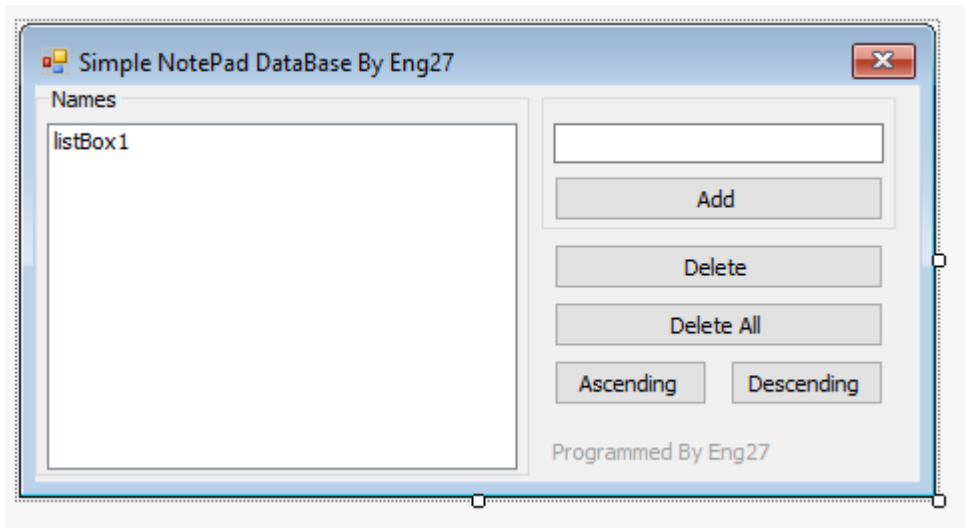 Simple NotePad DataBase By Eng27
Names
listBox1
Add
Delete
Delete All
Ascending
Descending
Programmed By Eng27